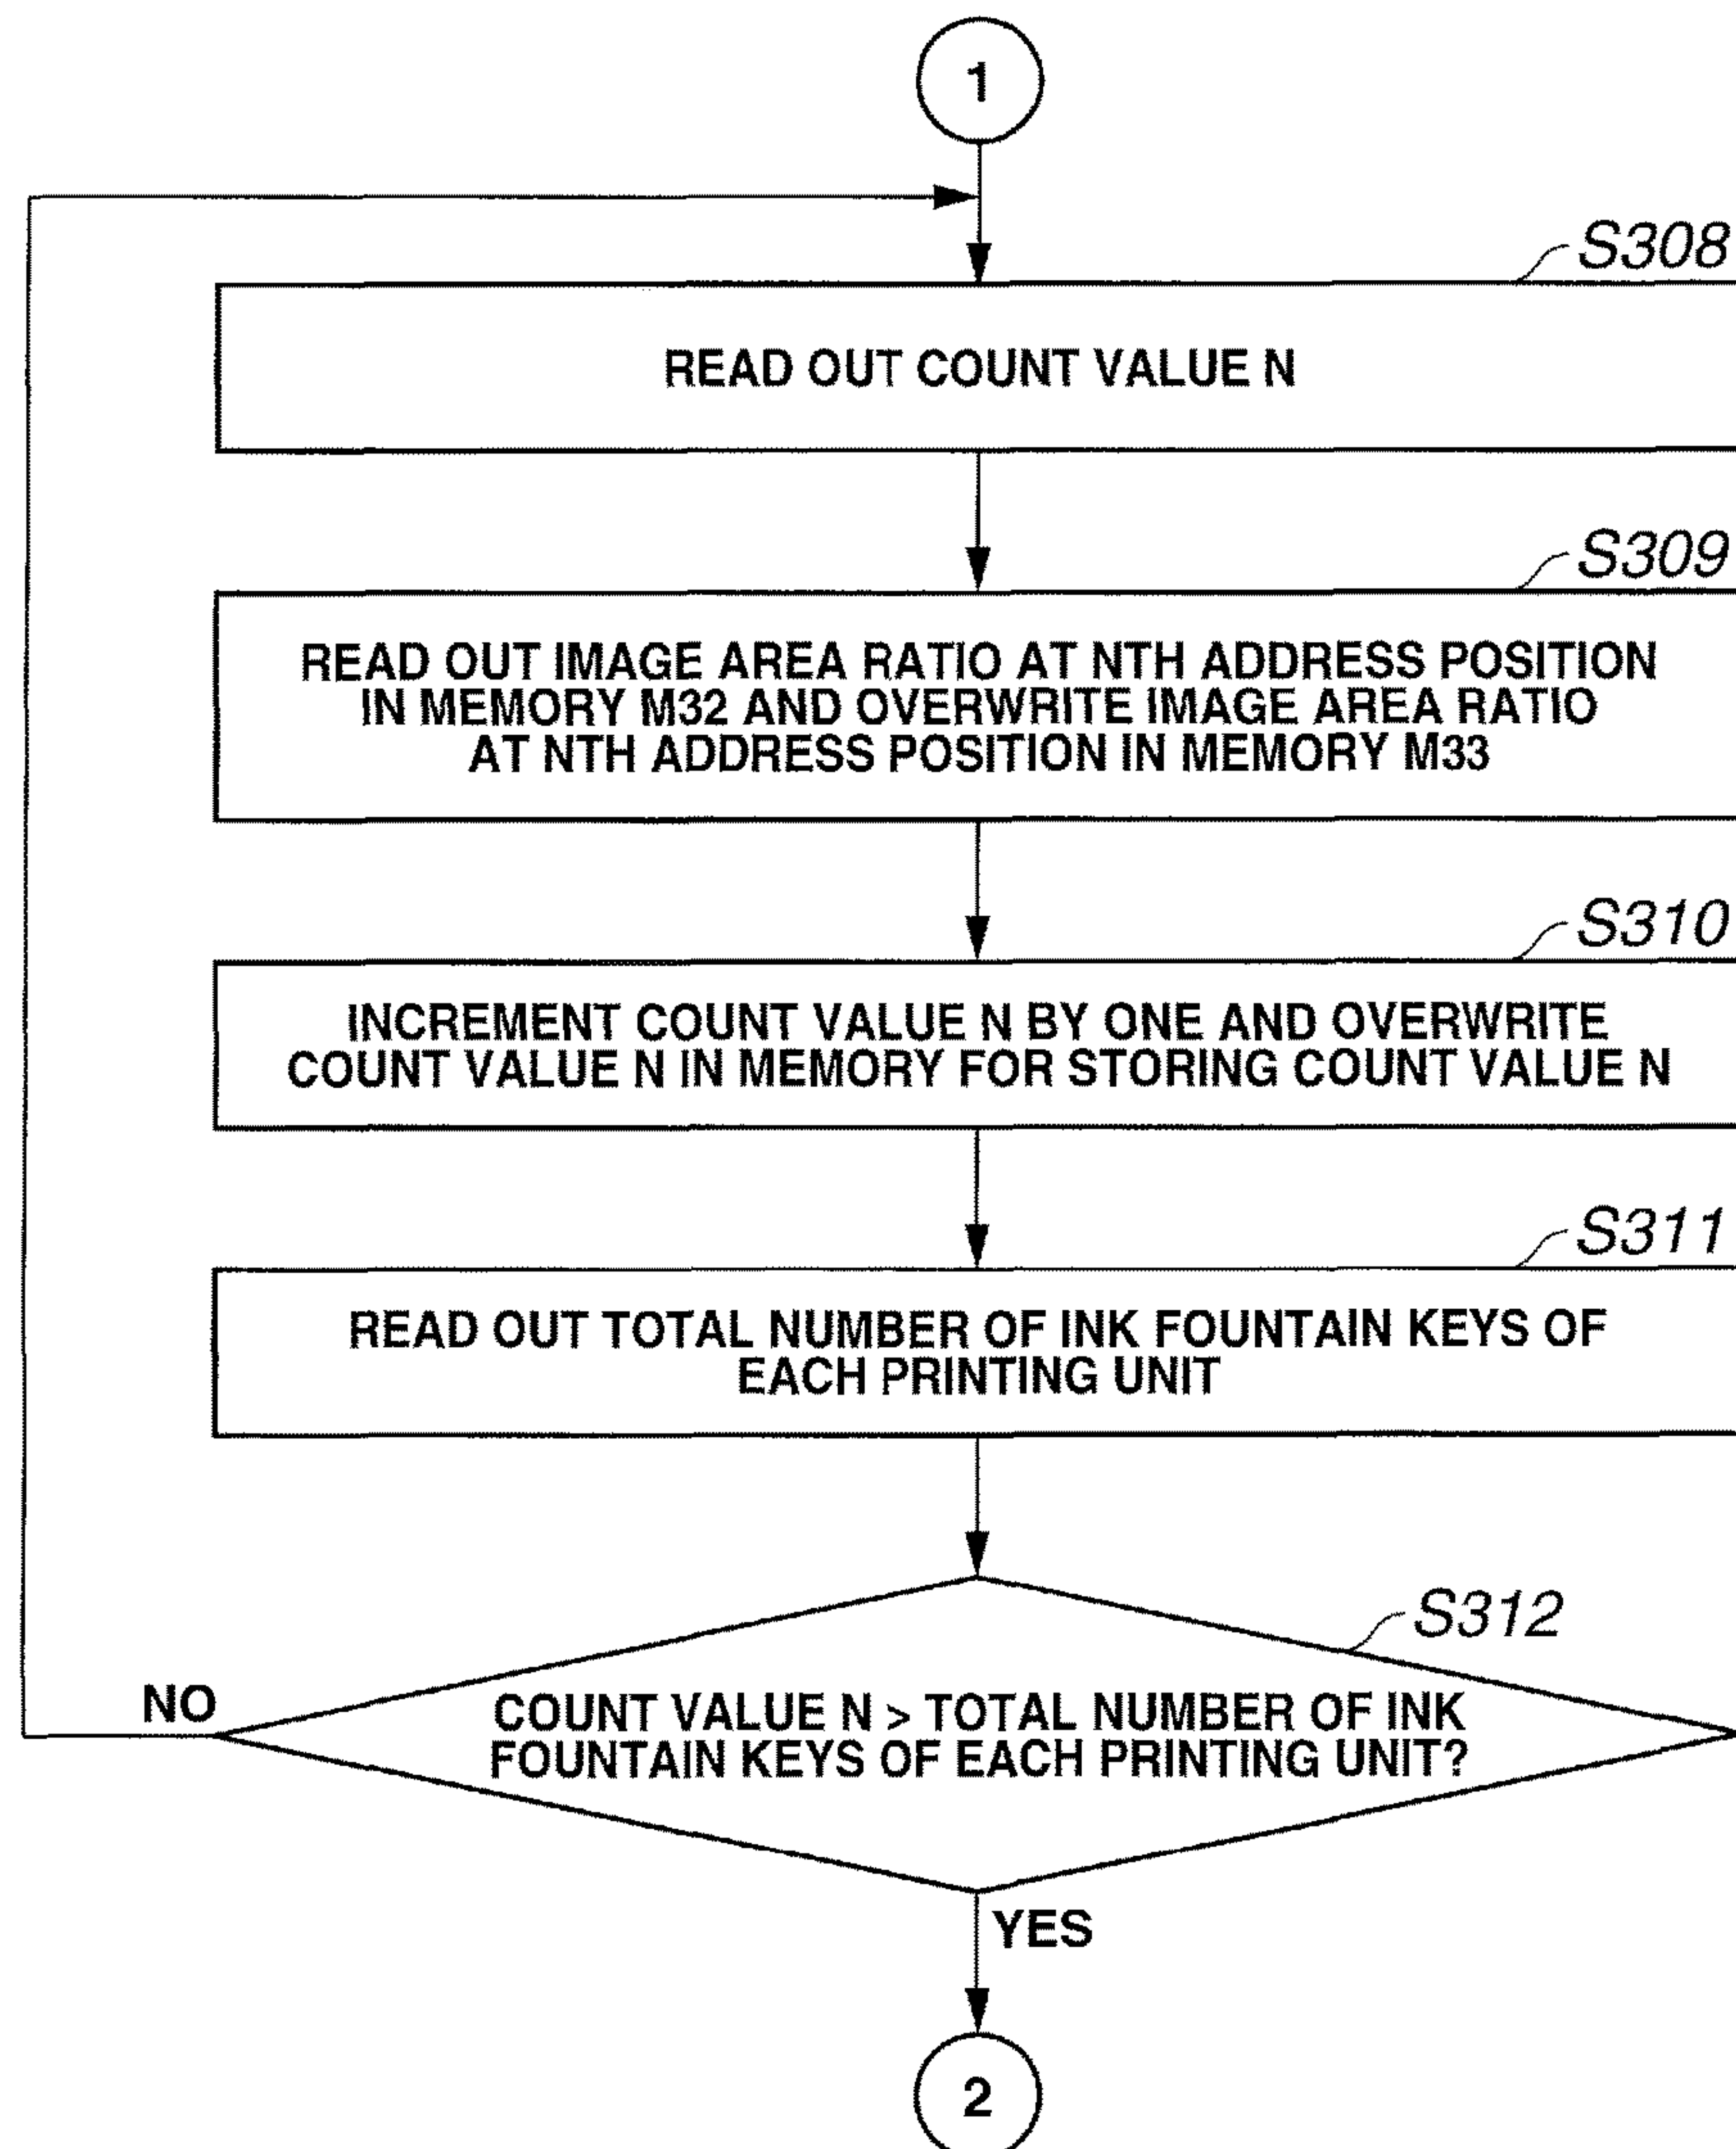 1
S308
READ OUT COUNT VALUE N
S309
READ OUT IMAGE AREA RATIO AT NTH ADDRESS POSITION
IN MEMORY M32 AND OVERWRITE IMAGE AREA RATIO
AT NTH ADDRESS POSITION IN MEMORY M33
S310
INCREMENT COUNT VALUE N BY ONE AND OVERWRITE
COUNT VALUE N IN MEMORY FOR STORING COUNT VALUE N
S311
READ OUT TOTAL NUMBER OF INK FOUNTAIN KEYS OF
EACH PRINTING UNIT
S312
NO
COUNT VALUE N > TOTAL NUMBER OF INK
FOUNTAIN KEYS OF EACH PRINTING UNIT?
YES
2